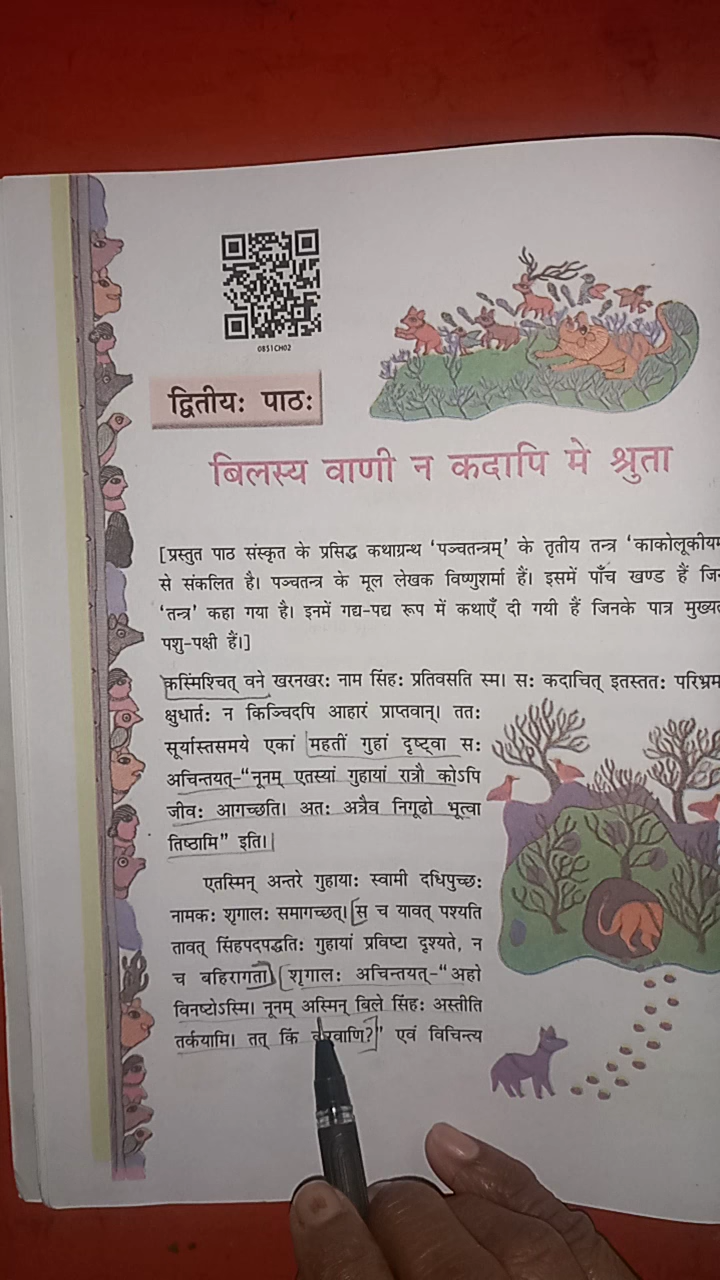 0851CH02
द्वितीयः पाठः
बिलस्य वाणी न कदापि मे श्रुता
[प्रस्तुत पाठ संस्कृत के प्रसिद्ध कथाग्रन्थ ‘पञ्चतन्त्रम्’ के तृतीय तन्त्र ‘काकोलूकीयम
से संकलित है। पञ्चतन्त्र के मूल लेखक विष्णुशर्मा हैं। इसमें पाँच खण्ड हैं
‘तन्त्र’ कहा गया है। इनमें गद्य-पद्य रूप में कथाएँ दी गयी हैं जिनके पात्र
पशु-पक्षी हैं।]
कस्मिंश्चित् वने खरनखरः नाम सिंहः प्रतिवसति स्म। सः कदाचित् इतस्ततः परिभ्रम
क्षुधार्तः न किञ्चिदपि आहारं प्राप्तवान्। ततः
सूर्यास्तसमये एकां महतीं गुहां दृष्ट्वा सः
अचिन्तयत्-“नूनम् एतस्यां गुहायां रात्रौ कोऽपि
जीवः आगच्छति। अतः अत्रैव निगूढो भूत्वा
तिष्ठामि” इति।
एतस्मिन् अन्तरे गुहायाः स्वामी दधिपुच्छः
नामकः शृगालः समागच्छत्। स च यावत् पश्यति
तावत् सिंहपदपद्धतिः गुहायां प्रविष्टा दृश्यते, न
च बहिरागता। शृगालः अचिन्तयत्-“अहो
विनष्टोऽस्मि। नूनम् अस्मिन् बिले सिंहः अस्तीति
तर्कयामि। तत् किं करवाणि?” एवं विचिन्त्य